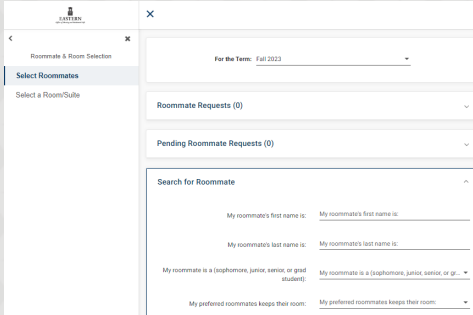 EASTERN
Roommate & Room Selection
Select Roommates
Select a Room/Suite
For the Term: Fall 2023
Roommate Requests (0)
Pending Roommate Requests (0)
Search for Roommate
My roommate's first name is: My roommate's first name is:
My roommate's last name is: My roommate's last name is:
My roommate is a (sophomore, junior, senior, or grad
student): My roommate is a (sophomore, junior, senior, or gr...
My preferred roommates keeps their room: My preferred roommates keeps their room: